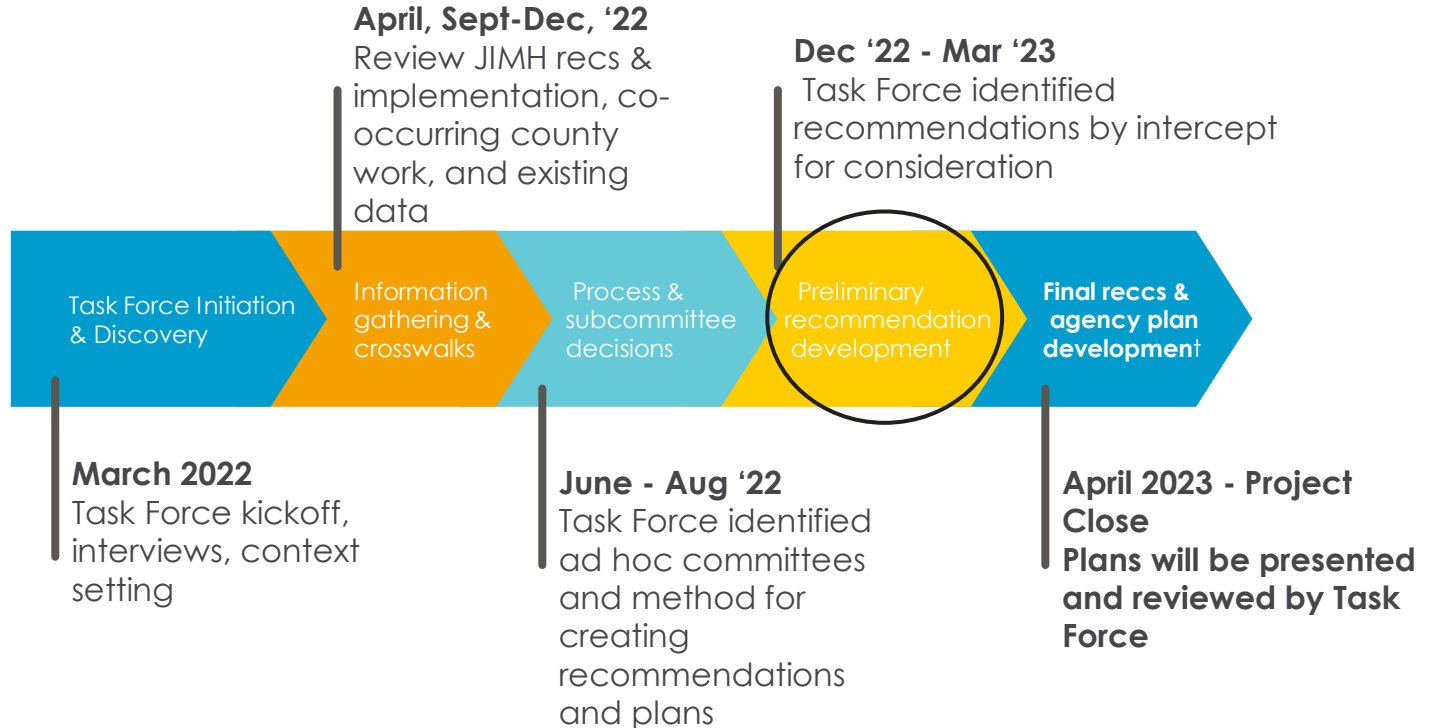 April, Sept-Dec, ‘22
Review JIMH recs &
implementation, co-
occurring county
work, and existing
data
Dec ‘22 - Mar ‘23
Task Force identified
recommendations by intercept
for consideration
Task Force Initiation
& Discovery
Information
gathering &
crosswalks
Process &
subcommittee
decisions
Preliminary
recommendation
development
Final reccs &
agency plan
development
March 2022
Task Force kickoff,
interviews, context
setting
June - Aug ‘22
Task Force identified
ad hoc committees
and method for
creating
recommendations
and plans
April 2023 - Project
Close
Plans will be presented
and reviewed by Task
Force